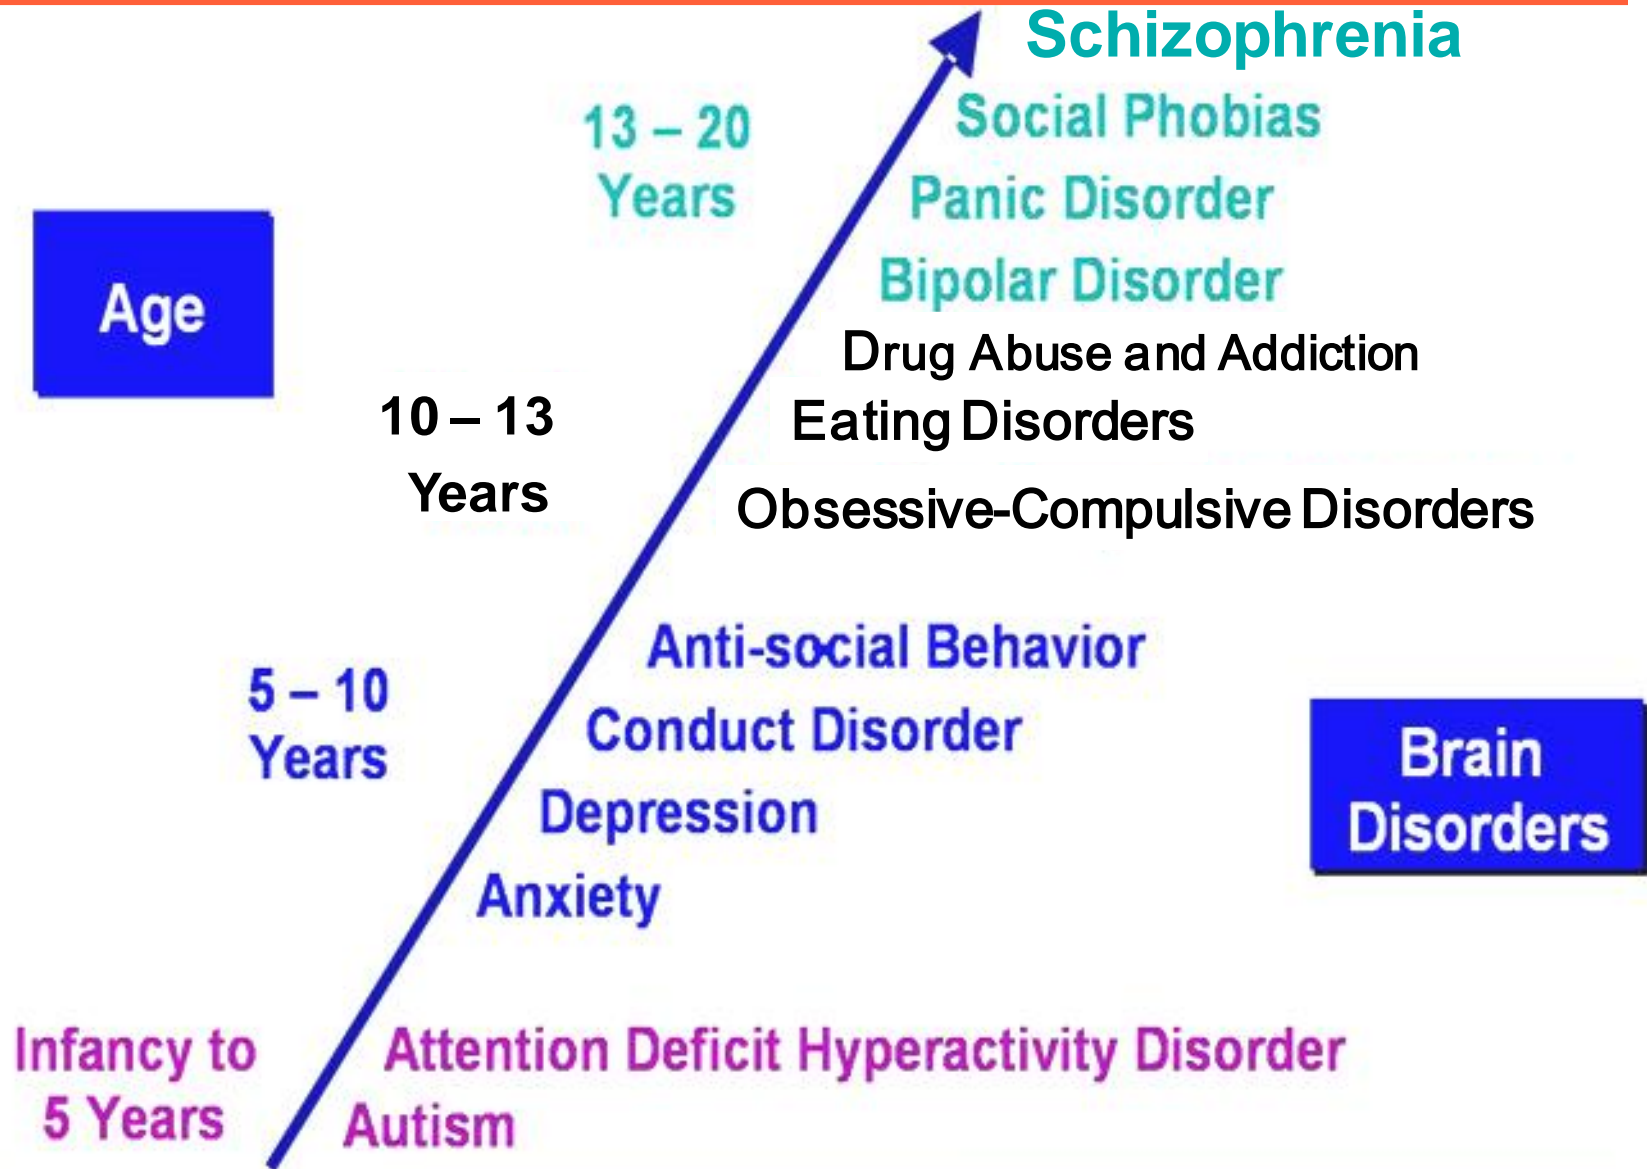 Schizophrenia
13 – 20
Years
Social Phobias
Panic Disorder
Bipolar Disorder
Age
Drug Abuse and Addiction
10 – 13
Years
Eating Disorders
Obsessive-Compulsive Disorders
5 – 10
Years
Anti-social Behavior
Conduct Disorder
Depression
Anxiety
Brain
Disorders
Infancy to
5 Years
Attention Deficit Hyperactivity Disorder
Autism